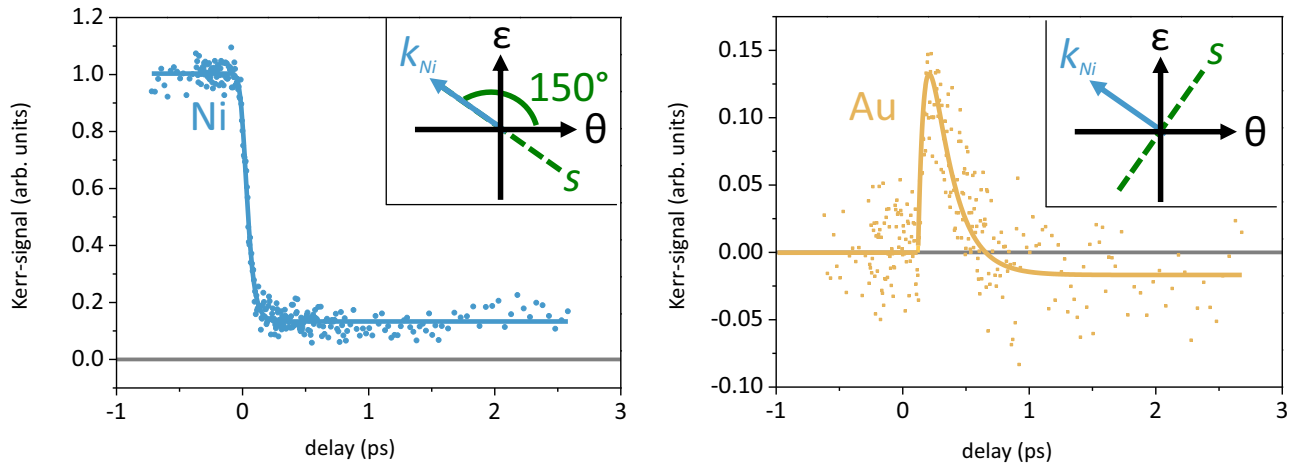 Kerr-signal (arb. units)
1.0
0.8
0.6
0.4
0.2
0.0
-1
0
1
2
3
delay (ps)
Ni
k Ni
ε
150°
θ
s
Kerr-signal (arb. units)
0.15
0.10
0.05
0.00
-0.05
-0.10
-1
0
1
2
3
delay (ps)
Au
k Ni
ε
s
θ